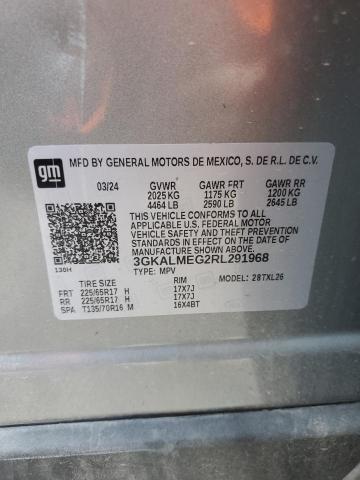 gm
MFD BY GENERAL MOTORS DE MEXICO, S. DE R.L. DE C.V.
03/24 GVWR GAWR FRT GAWR RR
2025 KG 1175 KG 1200 KG
4464 LB 2590 LB 2645 LB
THIS VEHICLE CONFORMS TO ALL
APPLICABLE U.S. FEDERAL MOTOR
VEHICLE SAFETY, BUMPER, AND THEFT
PREVENTION STANDARDS IN EFFECT ON THE DATE
OF MANUFACTURE SHOWN ABOVE.
3GKALMEG2RL291968
130H
TYPE: MPV
TIRE SIZE RIM MODEL: 28TXL26
FRT 225/65R17 H 17X7J
RR 225/65R17 H 17X7J
SPA T135/70R16 M 16X4BT